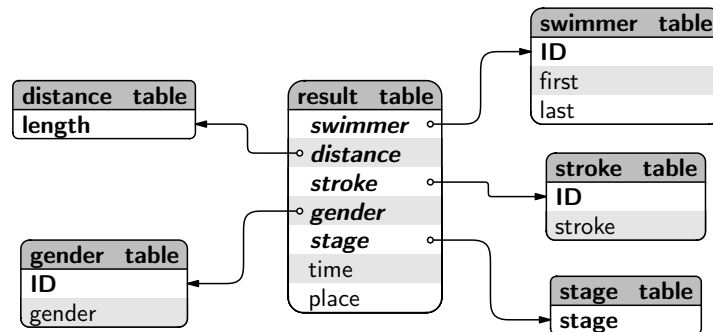 distance table
length
gender table
ID
gender
result table
swimmer
distance
stroke
gender
stage
time
place
swimmer table
ID
first
last
stroke table
ID
stroke
stage table
stage